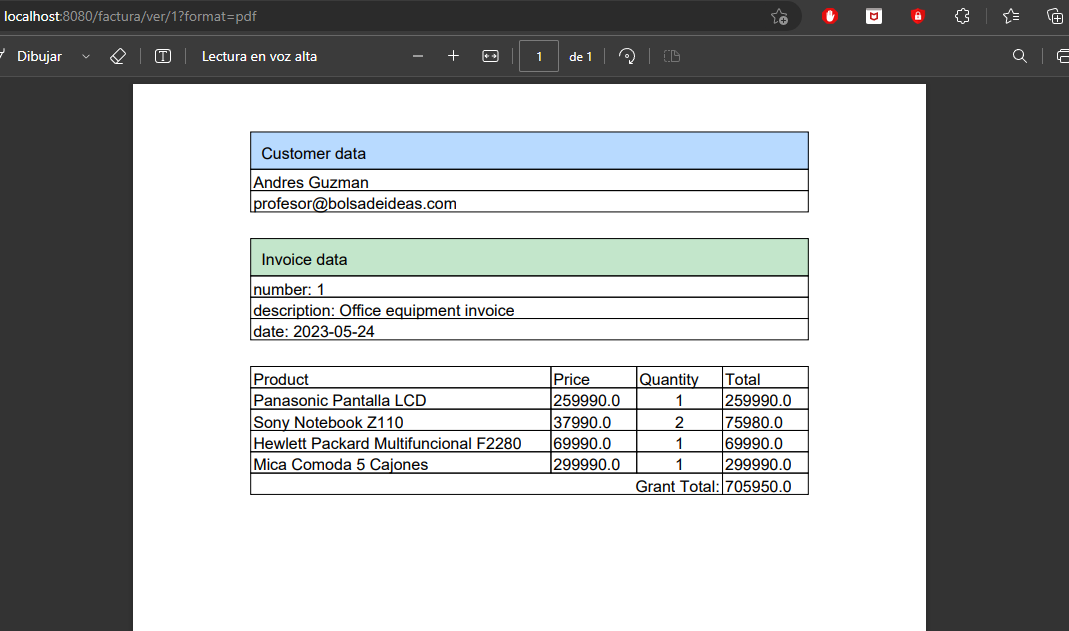 localhost:8080/factura/ver/1?format=pdf
Dibujar Lectura en voz alta 1 de 1
Customer data
Andres Guzman
profesor@bolsadeideas.com
Invoice data
number: 1
description: Office equipment invoice
date: 2023-05-24
Product Price Quantity Total
Panasonic Pantalla LCD 259990.0 1 259990.0
Sony Notebook Z110 37990.0 2 75980.0
Hewlett Packard Multifuncional F2280 69990.0 1 69990.0
Mica Comoda 5 Cajones 299990.0 1 299990.0
Grant Total: 705950.0